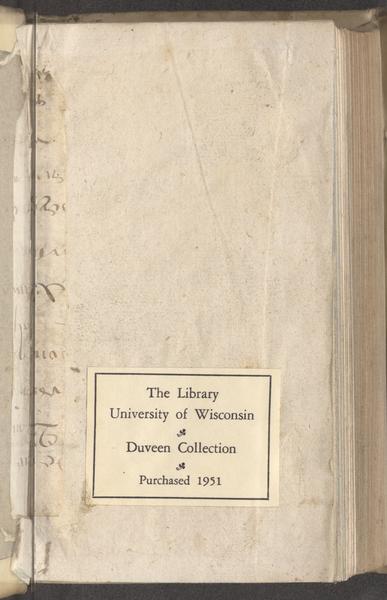 The Library
University of Wisconsin
Duveen Collection
Purchased 1951